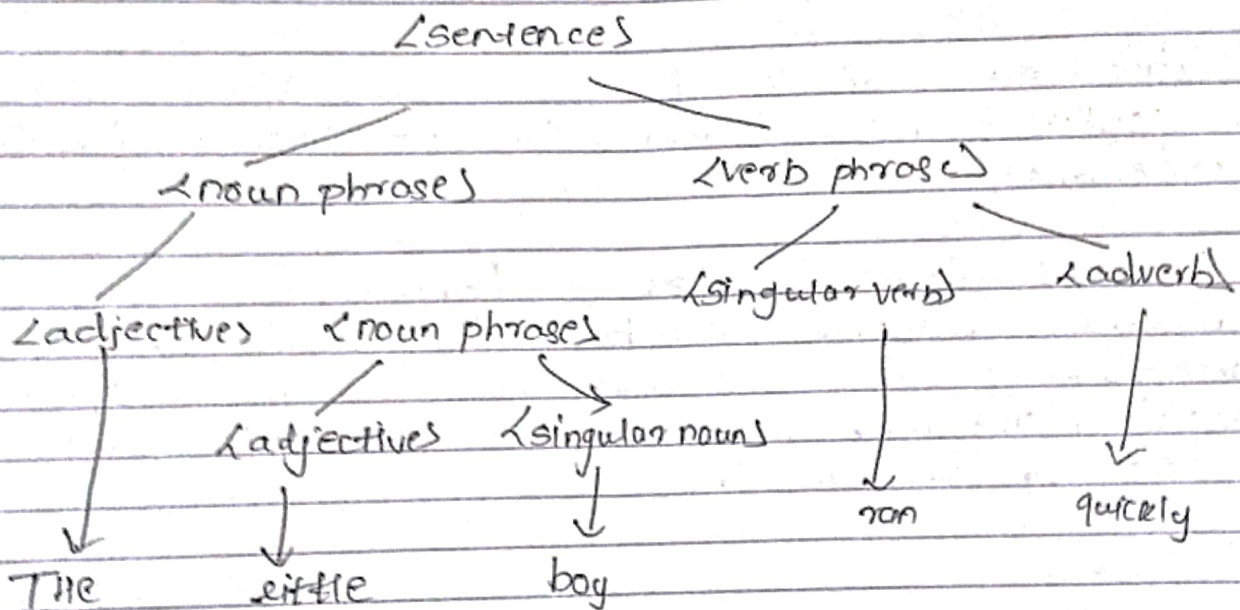 <sentence>
<noun phrase> <verb phrase>
<singular verb> <adverb>
<adjective> <noun phrase>
<adjective> <singular noun>
ran quickly
The little boy